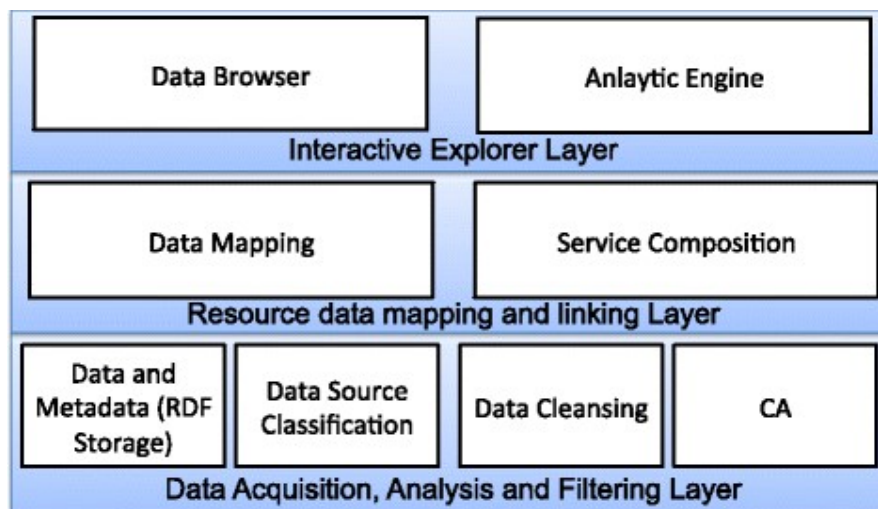 Data Browser
Anlaytic Engine
Interactive Explorer Layer
Data Mapping
Service Composition
Resource data mapping and linking Layer
Data and
Metadata (RDF
Storage)
Data Source
Classification
Data Cleansing
CA
Data Acquisition, Analysis and Filtering Layer